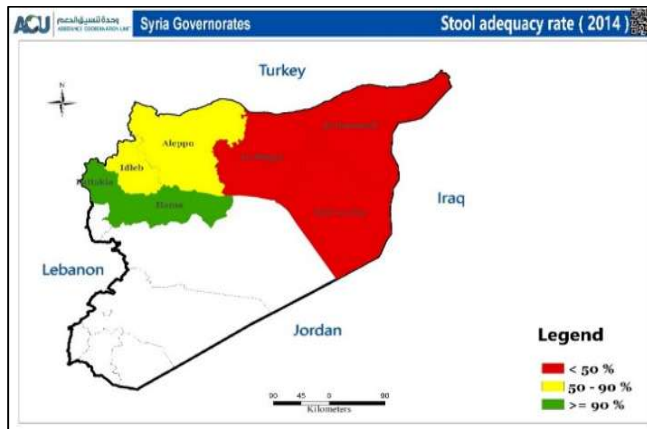 ACU
وحدة تنسيق الدعم
ASSISTANCE COORDINATION UNIT
Syria Governorates
Stool adequacy rate ( 2014 )
Turkey
N
Aleppo
Idleb
Hama
Iraq
Lebanon
Jordan
Legend
< 50 %
50 - 90 %
>= 90 %
90 45 0 90
Kilometers